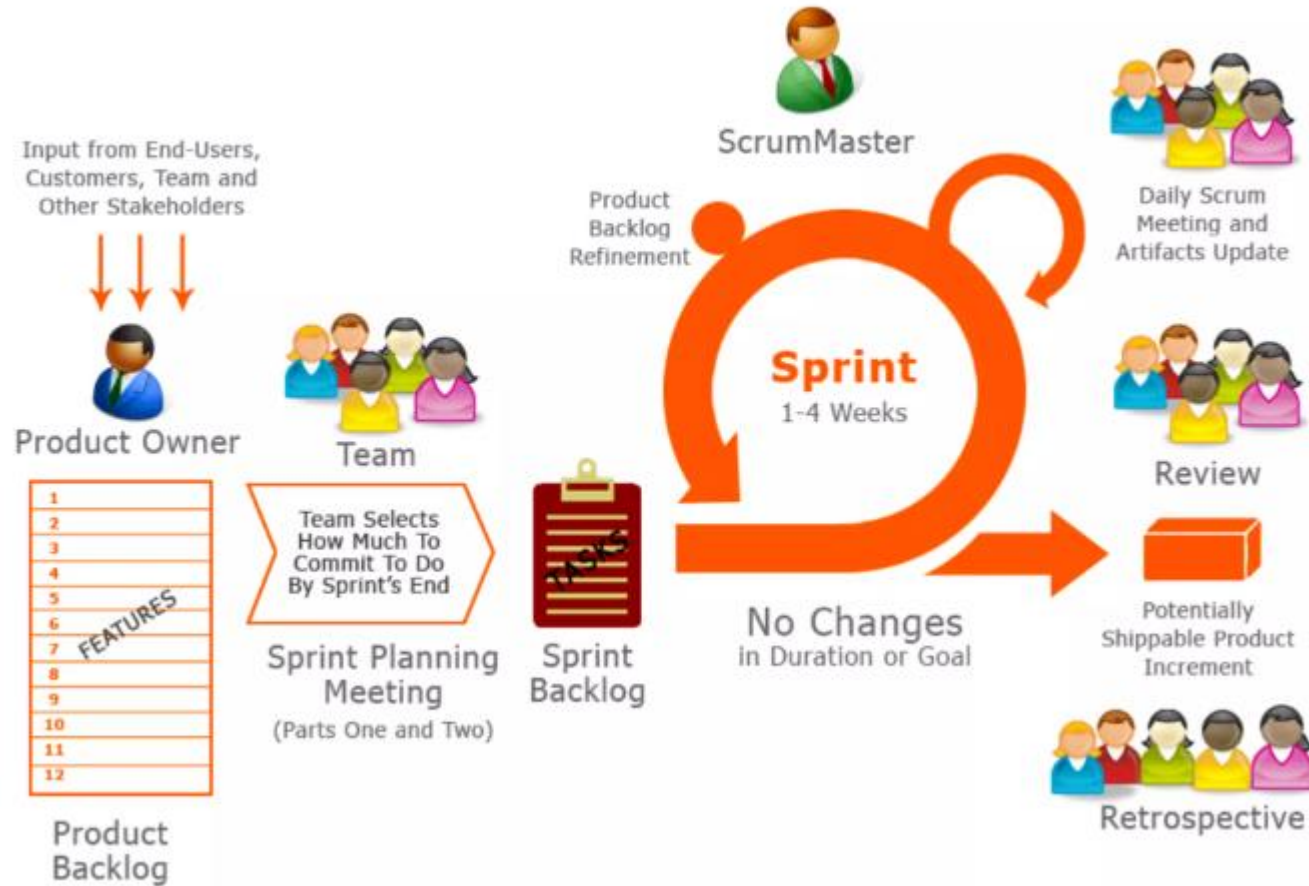 Input from End-Users,
Customers, Team and
Other Stakeholders
Product Owner
1
2
3
4
5
6
7
8
9
10
11
12
FEATURES
Product
Backlog
Team
Team Selects
How Much To
Commit To Do
By Sprint's End
Sprint Planning
Meeting
(Parts One and Two)
TASKS
Sprint
Backlog
ScrumMaster
Product
Backlog
Refinement
Sprint
1-4 Weeks
No Changes
in Duration or Goal
Daily Scrum
Meeting and
Artifacts Update
Review
Potentially
Shippable Product
Increment
Retrospective